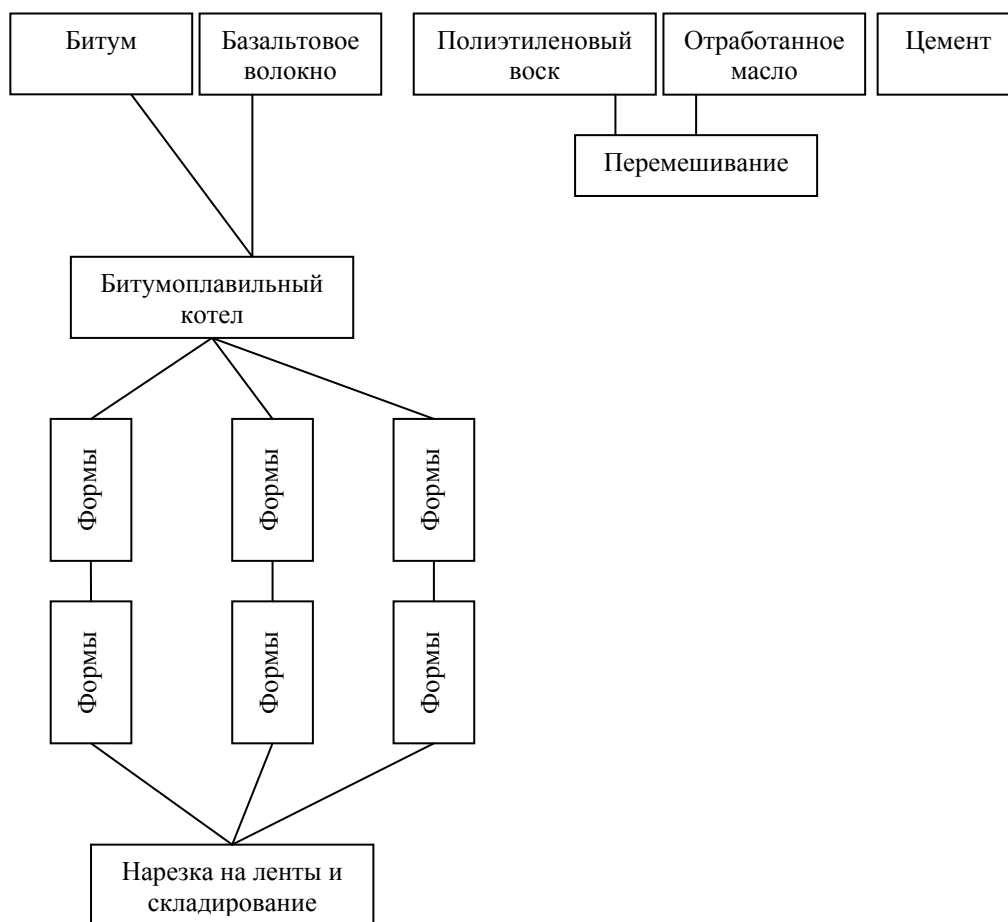 Битум
Базальтовое
волокно
Полиэтиленовый
воск
Отработанное
масло
Цемент
Перемешивание
Битумоплавильный
котел
Формы
Формы
Формы
Формы
Формы
Формы
Нарезка на ленты и
складирование